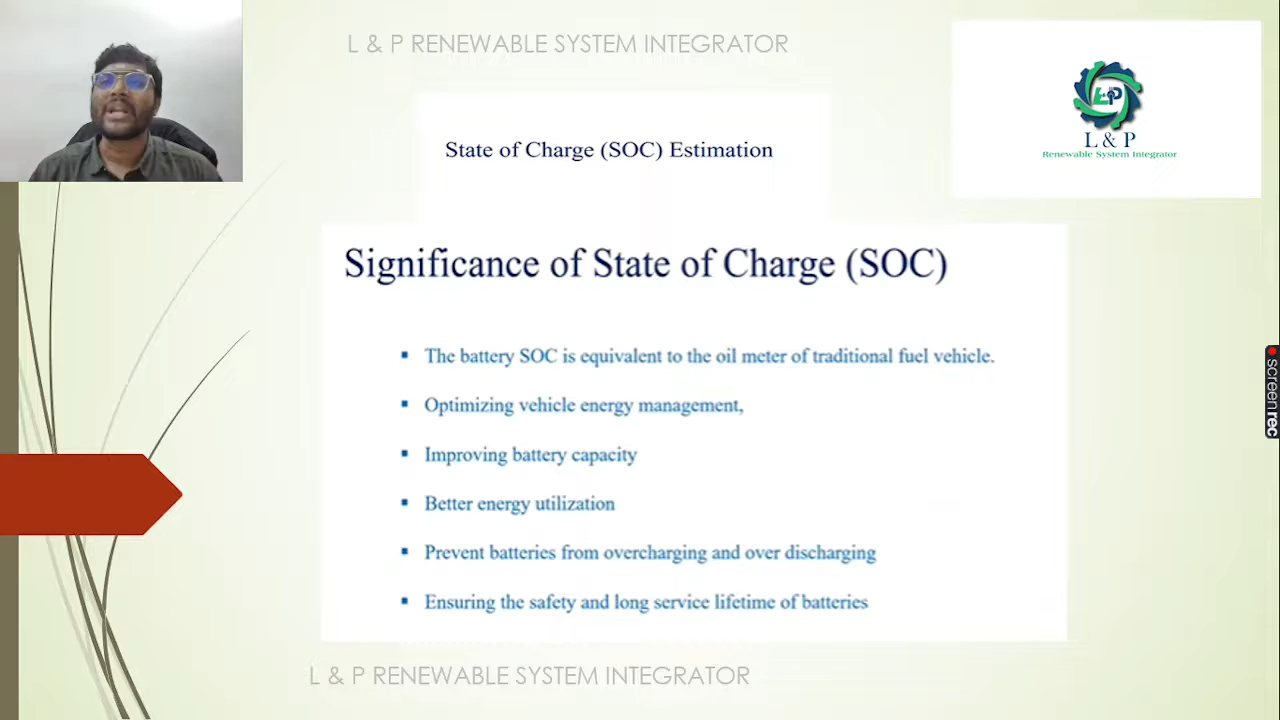 L & P RENEWABLE SYSTEM INTEGRATOR
L&P
L & P
Renewable System Integrator
State of Charge (SOC) Estimation
Significance of State of Charge (SOC)
▪ The battery SOC is equivalent to the oil meter of traditional fuel vehicle.
▪ Optimizing vehicle energy management,
▪ Improving battery capacity
▪ Better energy utilization
▪ Prevent batteries from overcharging and over discharging
▪ Ensuring the safety and long service lifetime of batteries
L & P RENEWABLE SYSTEM INTEGRATOR
screenrec